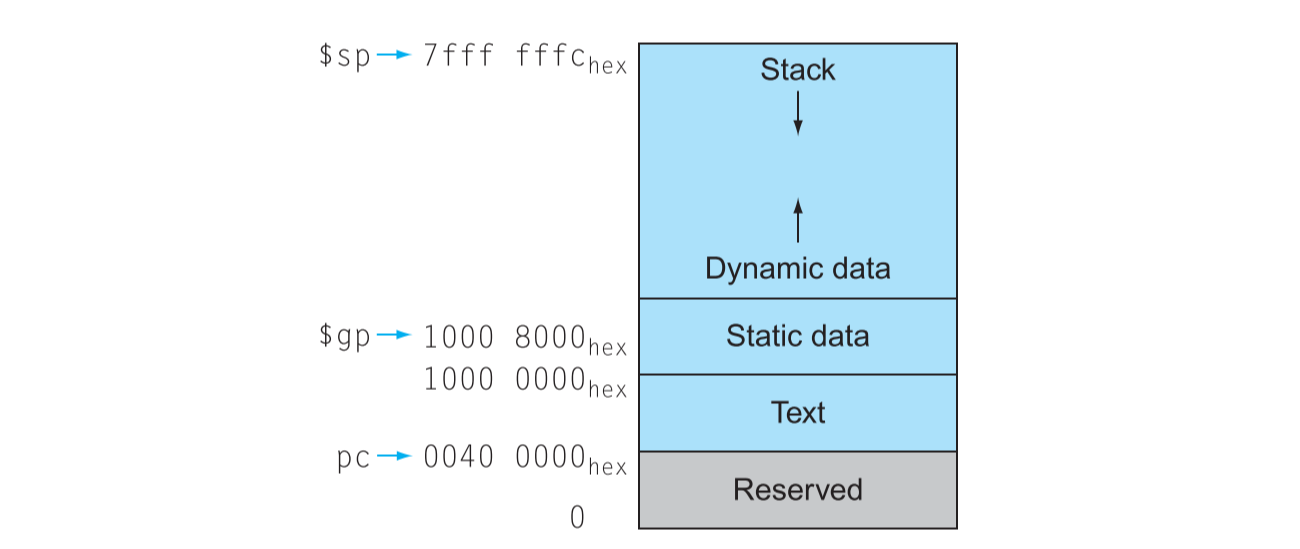 $sp → 7fff fffc hex
Stack
Dynamic data
$gp → 1000 8000 hex
Static data
1000 0000 hex
Text
pc → 0040 0000 hex
Reserved
0